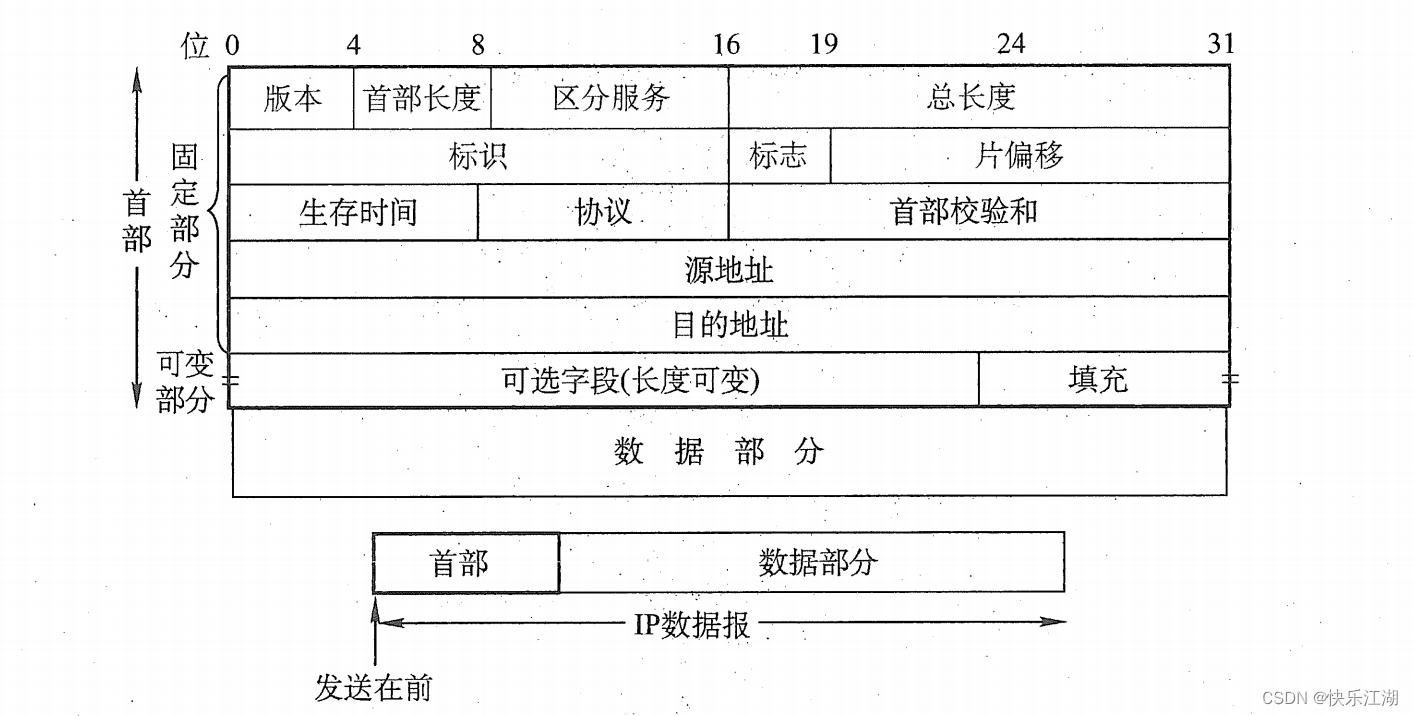 位 0 4 8 16 19 24 31
版本 首部长度 区分服务 总长度
标识 标志 片偏移
生存时间 协议 首部校验和
源地址
目的地址
可选字段(长度可变) 填充
数据部分
首部
固定部分
可变部分
首部 数据部分
IP数据报
发送在前
CSDN @快乐江湖